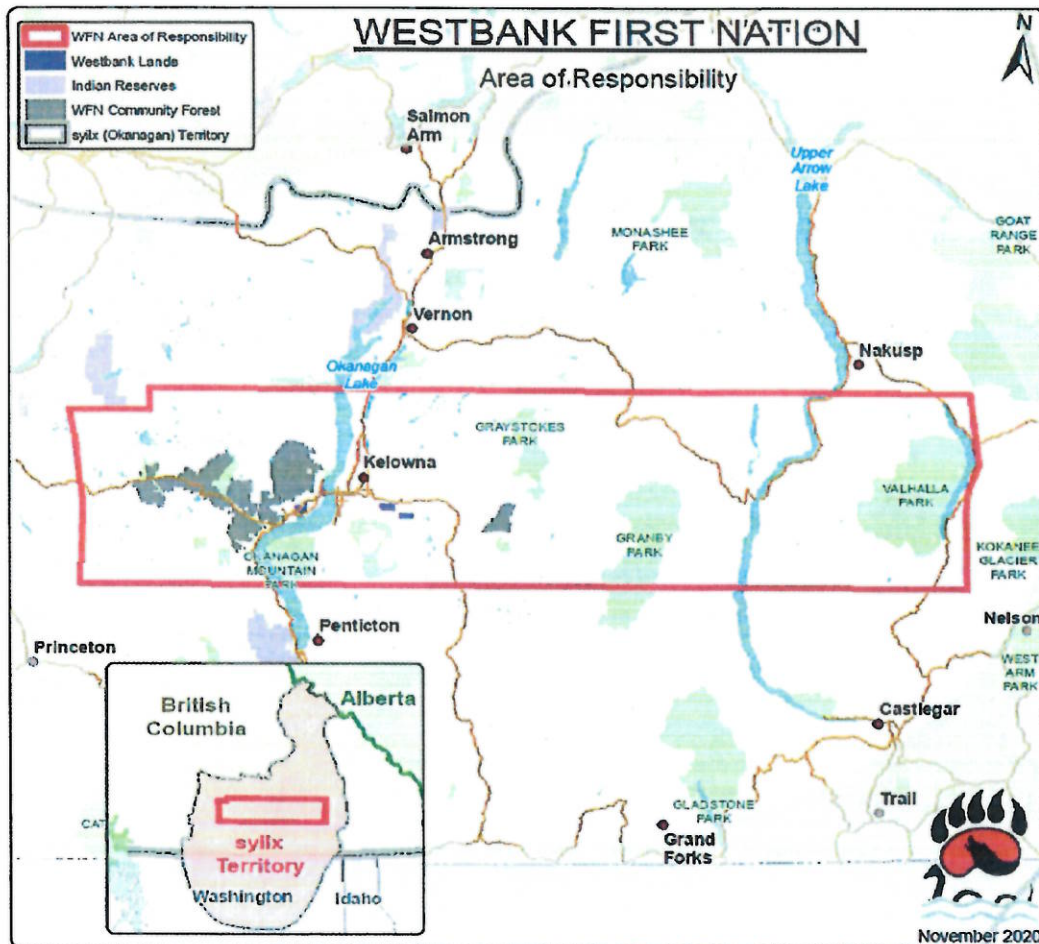 WESTBANK FIRST NATION
Area of Responsibility
N
WFN Area of Responsibility
Westbank Lands
Indian Reserves
WFN Community Forest
syilx (Okanagan) Territory
Salmon
Arm
Upper
Arrow
Lake
GOAT
RANGE
PARK
MONASHEE
PARK
Armstrong
Vernon
Nakusp
Okanagan
Lake
GRAYSTOKES
PARK
Kelowna
VALHALLA
PARK
GRANBY
PARK
KOKANEE
GLACIER
PARK
OKANAGAN
MOUNTAIN
PARK
Penticton
Princeton
Nelson
WEST
ARM
PARK
British
Columbia
Alberta
Castlegar
CAT
syilx
Territory
Washington
Idaho
GLADSTONE
PARK
Grand
Forks
Trail
November 2020